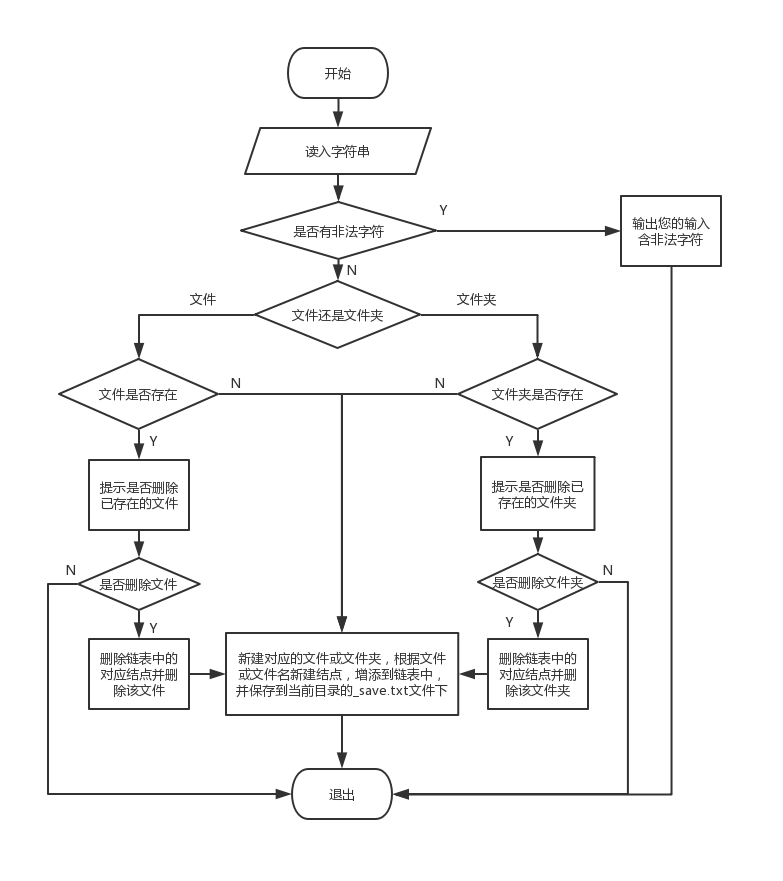 开始
读入字符串
是否有非法字符
Y
输出您的输入
含非法字符
N
文件
文件还是文件夹
文件夹
文件是否存在
N
N
文件夹是否存在
Y
Y
提示是否删除
已存在的文件
提示是否删除已
存在的文件夹
N
是否删除文件
是否删除文件夹
N
Y
Y
删除链表中的
对应结点并删
除该文件
新建对应的文件或文件夹，根据文件
或文件名新建结点，增添到链表中，
并保存到当前目录的_save.txt文件下
删除链表中的
对应结点并删
除该文件夹
退出